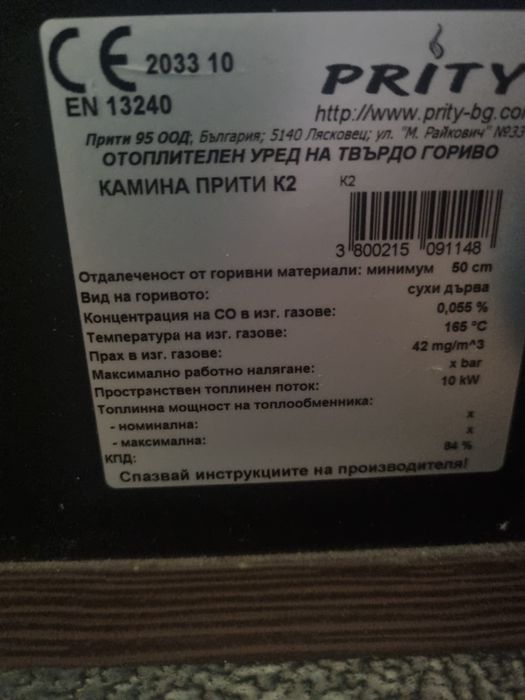 CE 2033 10
PRITY
EN 13240
http://www.prity-bg.co
Прити 95 ООД, България; 5140 Лясковец; ул. "М. Райкович" №33
ОТОПЛИТЕЛЕН УРЕД НА ТВЪРДО ГОРИВО
КАМИНА ПРИТИ К2
К2
3 800215 091148
Отдалеченост от горивни материали: минимум 50 cm
Вид на горивото: сухи дърва
Концентрация на CO в изг. газове: 0,055 %
Температура на изг. газове: 165 °C
Прах в изг. газове: 42 mg/m^3
Максимално работно налягане: x bar
Пространствен топлинен поток: 10 kW
Топлинна мощност на топлообменника:
- номинална: x
- максимална: x
КПД: 84 %
Спазвай инструкциите на производителя!